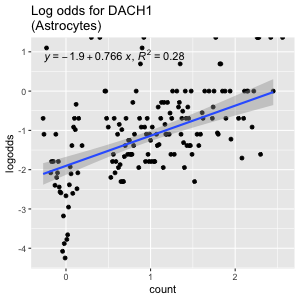 Log odds for DACH1
(Astrocytes)
y = −1.9 + 0.766 x, R² = 0.28
1
0
-1
-2
-3
-4
logodds
0
1
2
count